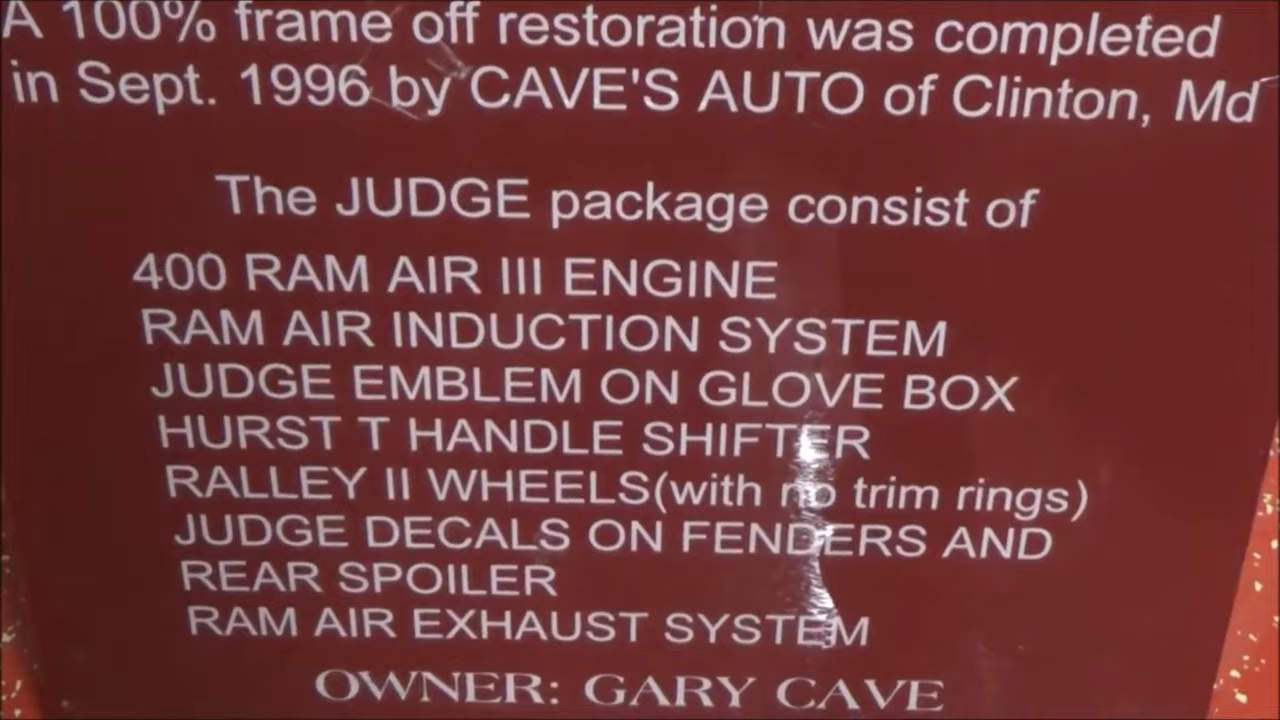 A 100% frame off restoration was completed
in Sept. 1996 by CAVE'S AUTO of Clinton, Md
The JUDGE package consist of
400 RAM AIR III ENGINE
RAM AIR INDUCTION SYSTEM
JUDGE EMBLEM ON GLOVE BOX
HURST T HANDLE SHIFTER
RALLEY II WHEELS(with no trim rings)
JUDGE DECALS ON FENDERS AND
REAR SPOILER
RAM AIR EXHAUST SYSTEM
OWNER: GARY CAVE